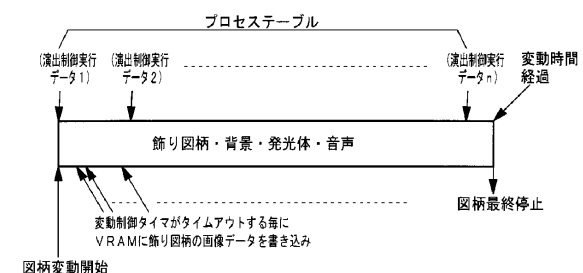 プロセステーブル
(演出制御実行
データ1)
(演出制御実行
データ2)
(演出制御実行
データn)
変動時間
経過
飾り図柄・背景・発光体・音声
変動制御タイマがタイムアウトする毎に
VRAMに飾り図柄の画像データを書き込み
図柄最終停止
図柄変動開始